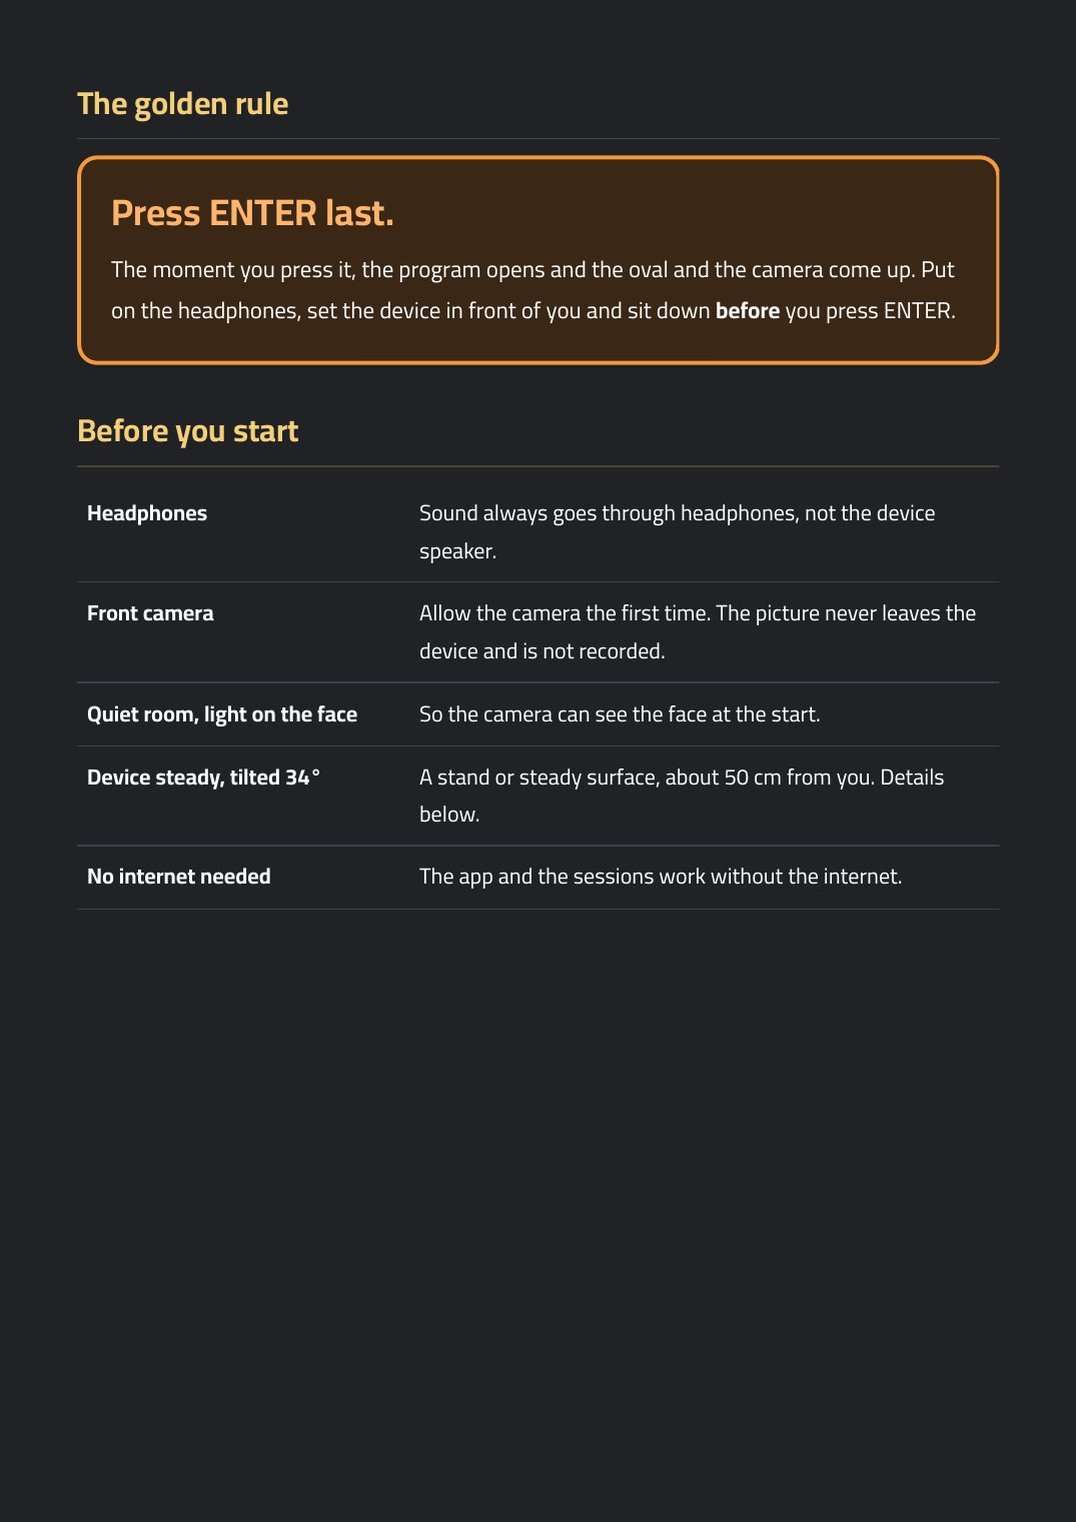 The golden rule
Press ENTER last.
The moment you press it, the program opens and the oval and the camera come up. Put
on the headphones, set the device in front of you and sit down before you press ENTER.
Before you start
Headphones
Sound always goes through headphones, not the device
speaker.
Front camera
Allow the camera the first time. The picture never leaves the
device and is not recorded.
Quiet room, light on the face
So the camera can see the face at the start.
Device steady, tilted 34°
A stand or steady surface, about 50 cm from you. Details
below.
No internet needed
The app and the sessions work without the internet.